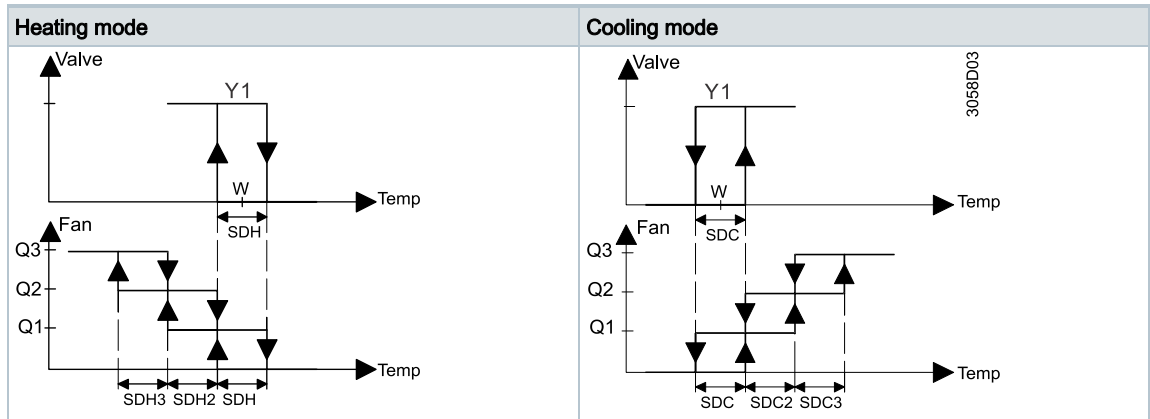 Heating mode
Cooling mode
Valve
Y1
W
Temp
SDH
Fan
Q3
Q2
Q1
Temp
SDH3 SDH2 SDH
Valve
Y1
3058D03
W
Temp
SDC
Fan
Q3
Q2
Q1
Temp
SDC SDC2 SDC3